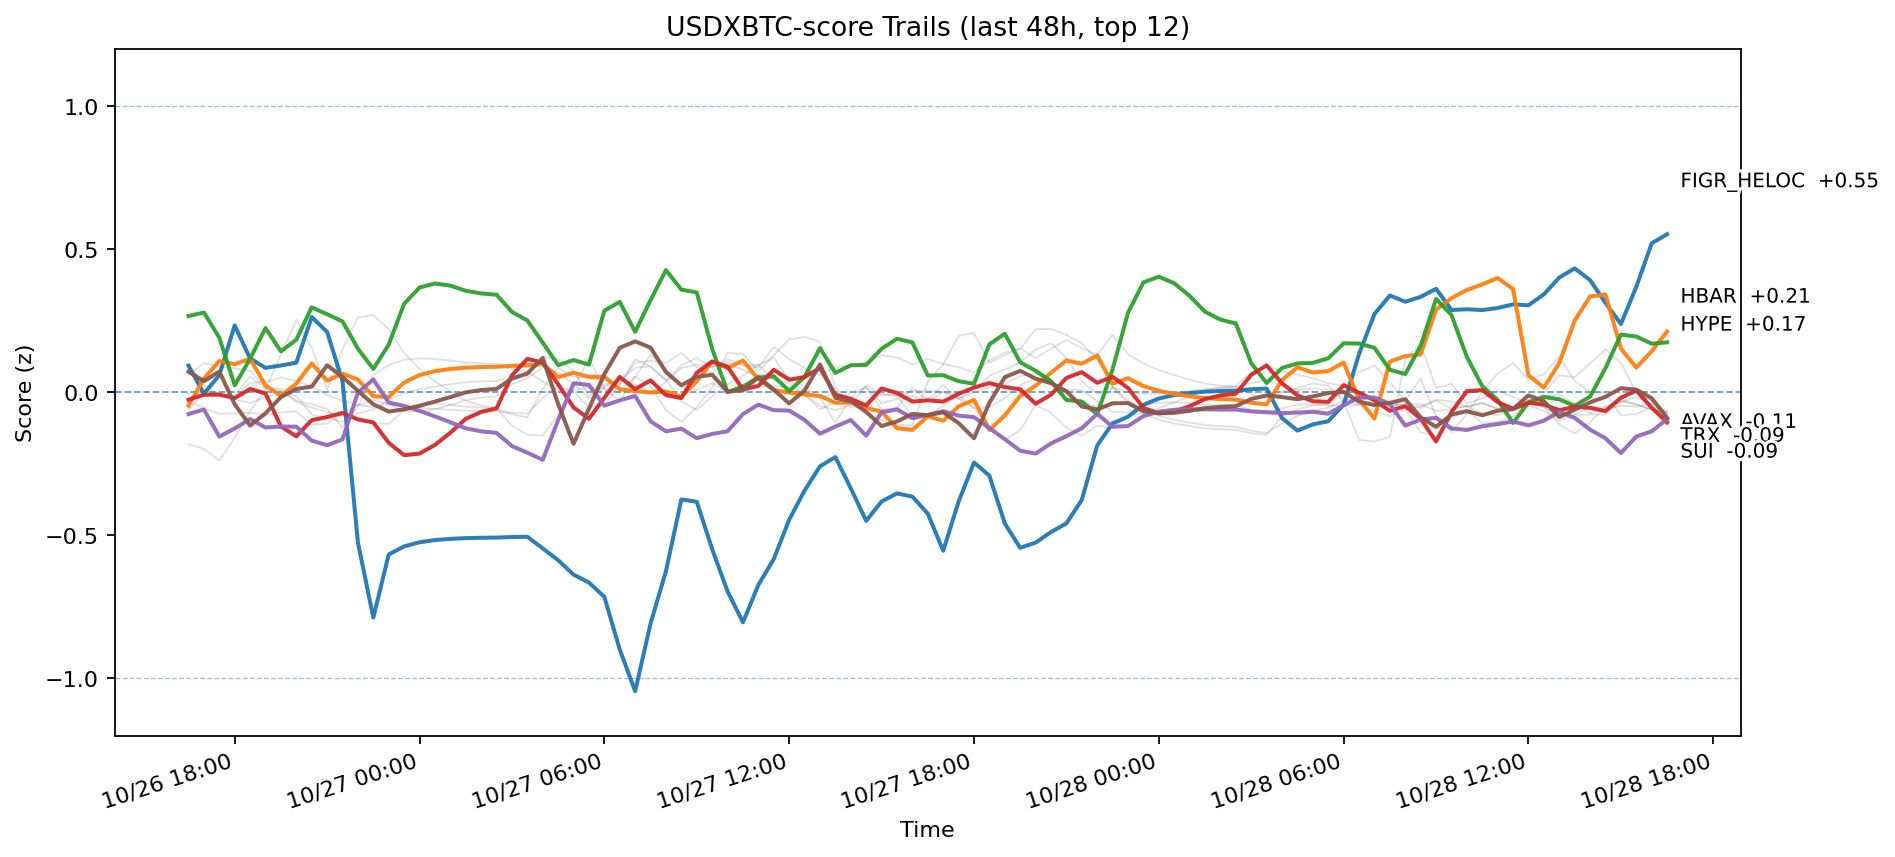 USDXBTC-score Trails (last 48h, top 12)
Score (z)
1.0
0.5
0.0
−0.5
−1.0
FIGR_HELOC +0.55
HBAR +0.21
HYPE +0.17
AVAX -0.11
TRX -0.09
SUI -0.09
10/26 18:00
10/27 00:00
10/27 06:00
10/27 12:00
10/27 18:00
10/28 00:00
10/28 06:00
10/28 12:00
10/28 18:00
Time